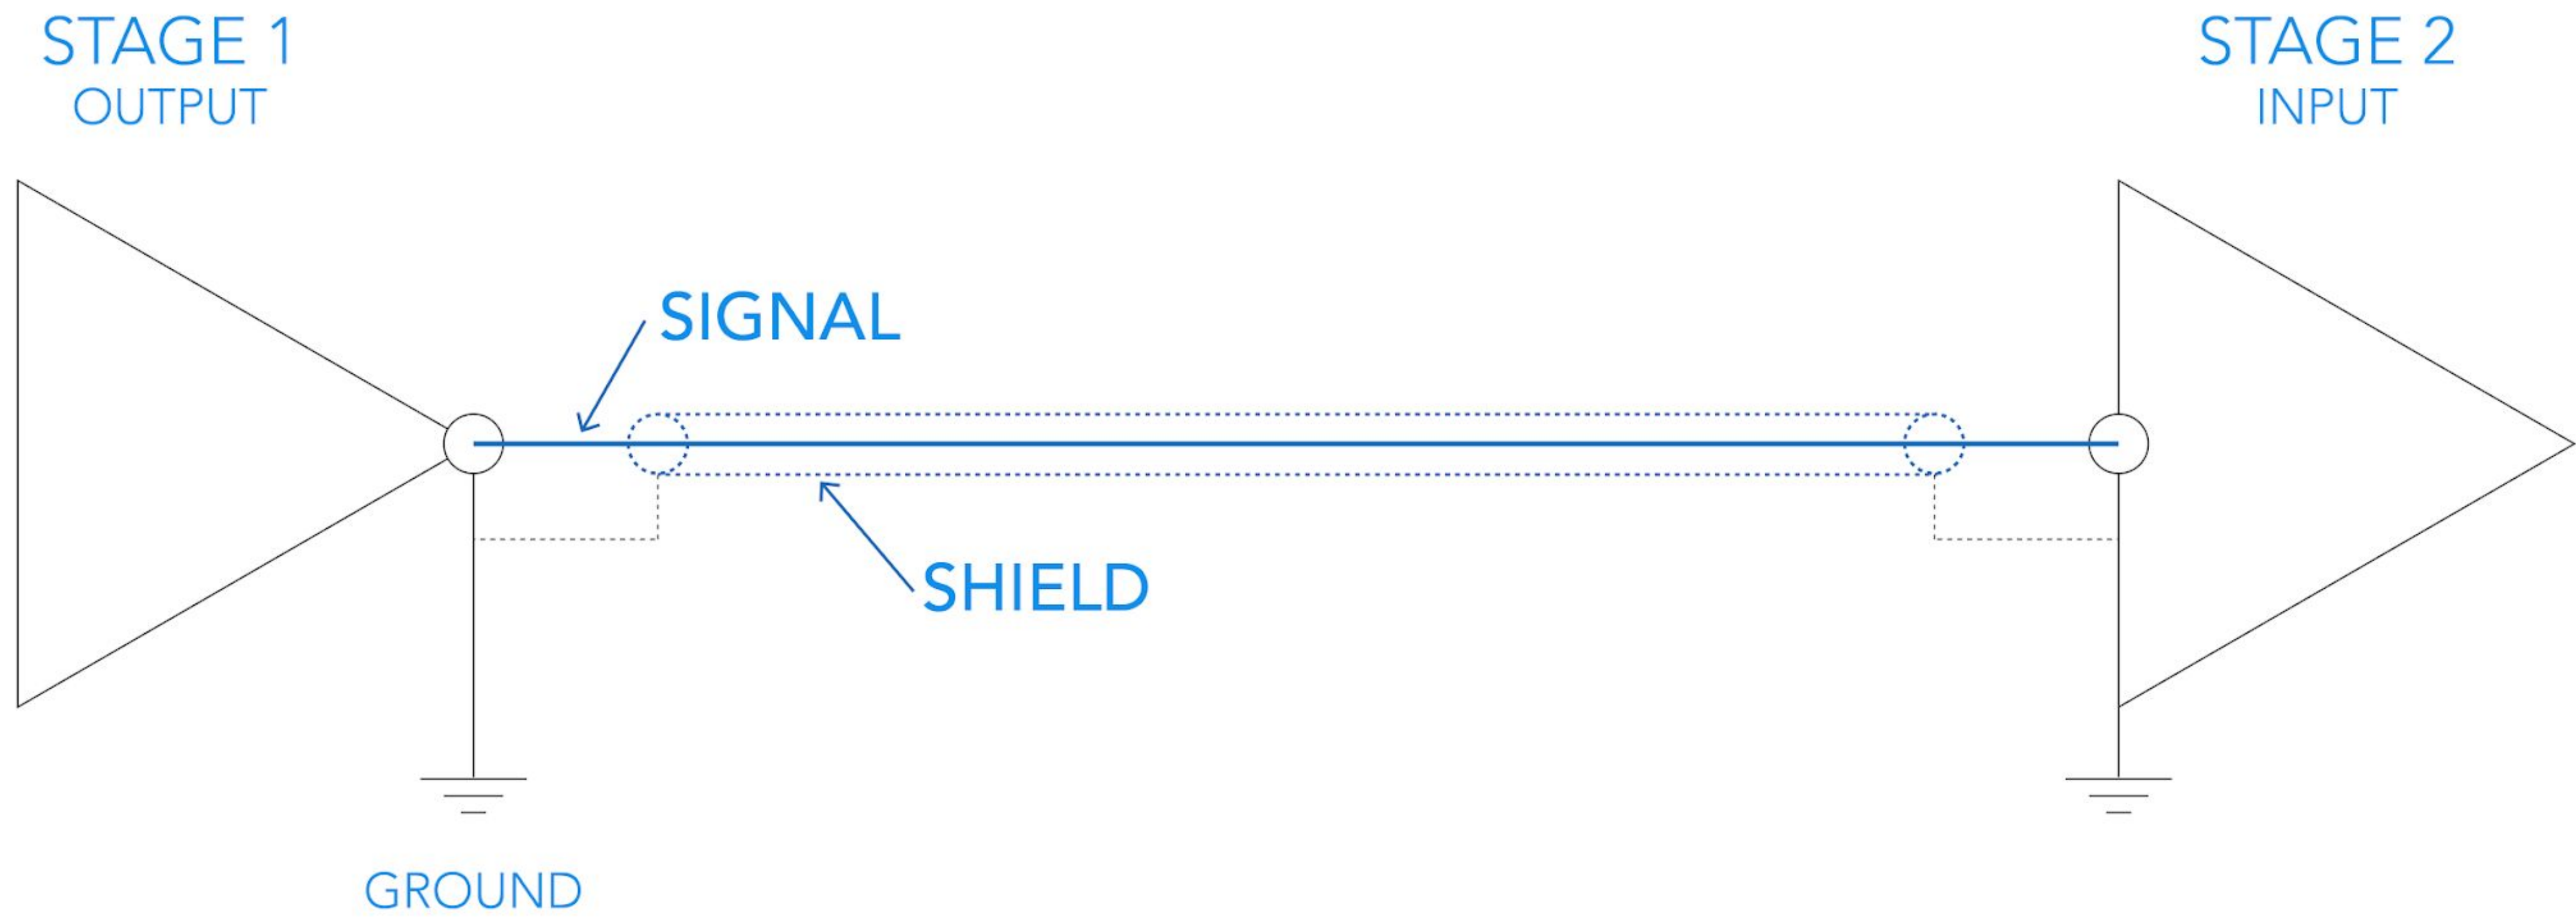 STAGE 1
OUTPUT
STAGE 2
INPUT
SIGNAL
SHIELD
GROUND